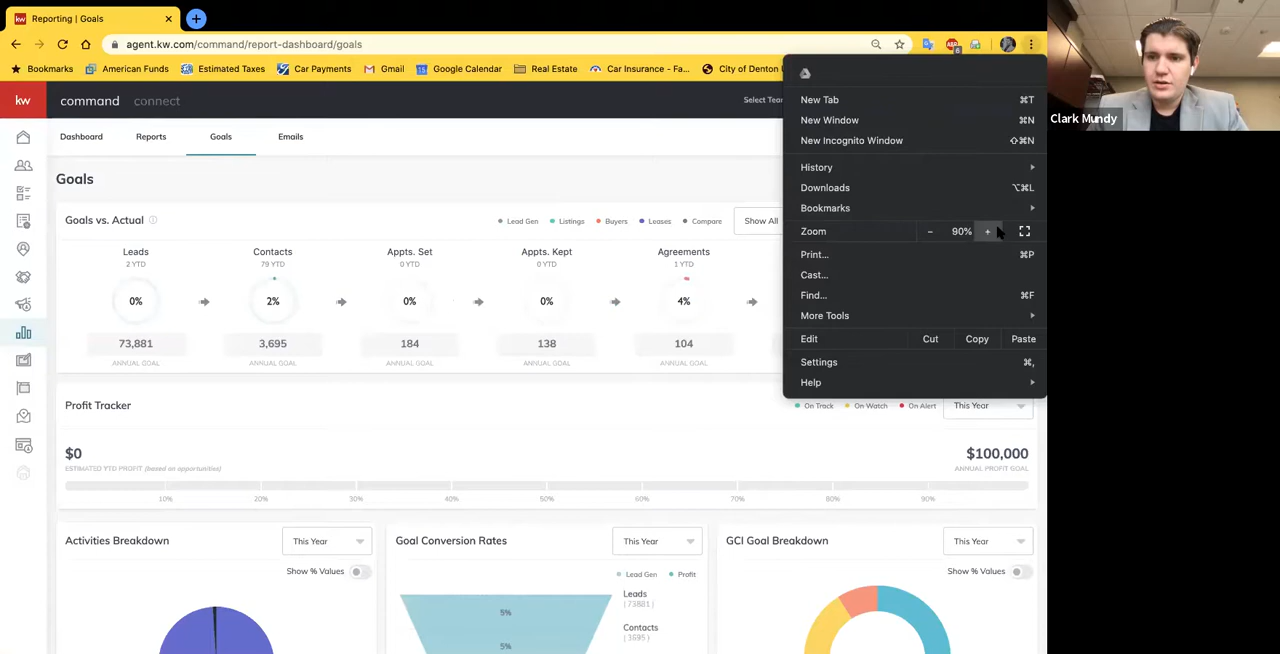 kw Reporting | Goals
agent.kw.com/command/report-dashboard/goals
Bookmarks American Funds Estimated Taxes Car Payments Gmail Google Calendar Real Estate Car Insurance - Fa... City of Denton
kw command connect Select Tea
Dashboard Reports Goals Emails
Goals
Goals vs. Actual Lead Gen Listings Buyers Leases Compare Show All
Leads Contacts Appts. Set Appts. Kept Agreements
2 YTD 79 YTD 0 YTD 0 YTD 1 YTD
0% 2% 0% 0% 4%
73,881 3,695 184 138 104
ANNUAL GOAL ANNUAL GOAL ANNUAL GOAL ANNUAL GOAL ANNUAL GOAL
Profit Tracker On Track On Watch On Alert This Year
$0 $100,000
ESTIMATED YTD PROFIT (based on opportunities) ANNUAL PROFIT GOAL
10% 20% 30% 40% 50% 60% 70% 80% 90%
Activities Breakdown This Year
Show % Values
Goal Conversion Rates This Year
Lead Gen Profit
5% Leads
(73881)
Contacts
(3695)
5%
GCI Goal Breakdown This Year
Show % Values
New Tab ⌘T
New Window ⌘N
New Incognito Window ⇧⌘N
History
Downloads ⌥⌘L
Bookmarks
Zoom - 90% +
Print... ⌘P
Cast...
Find... ⌘F
More Tools
Edit Cut Copy Paste
Settings ⌘,
Help
Clark Mundy